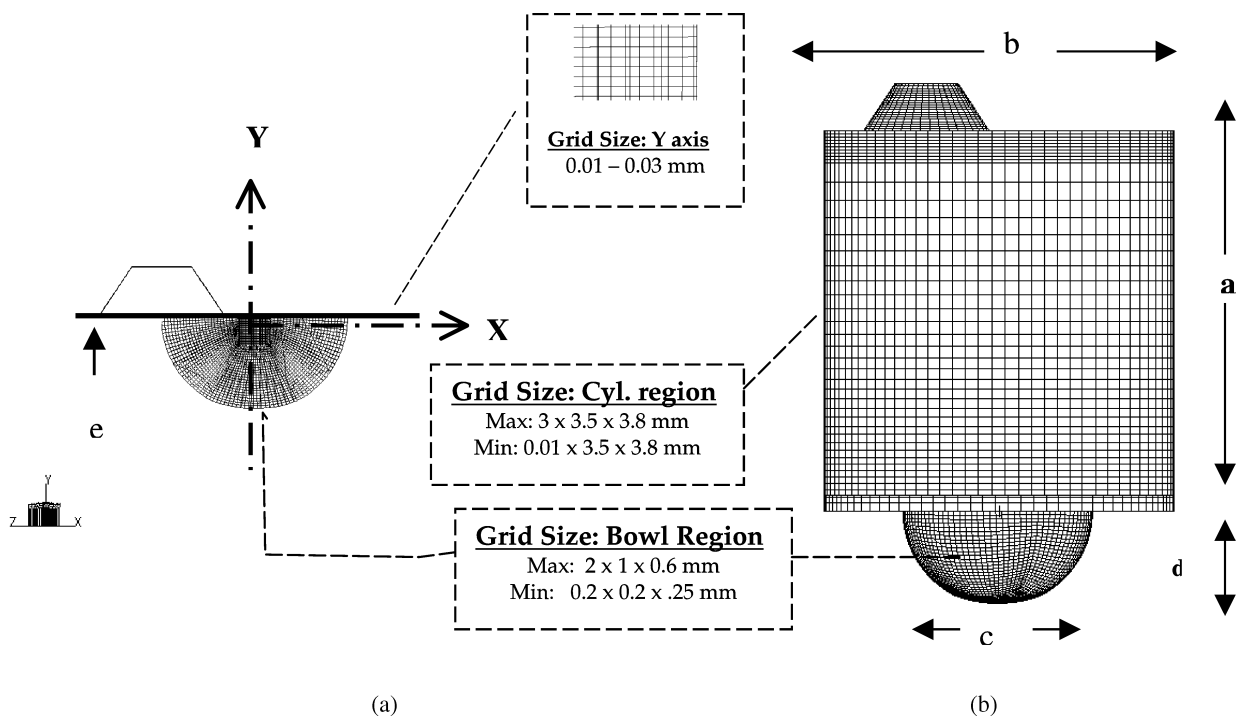 b
Grid Size: Y axis
0.01 – 0.03 mm
Y
a
X
Grid Size: Cyl. region
Max: 3 x 3.5 x 3.8 mm
Min: 0.01 x 3.5 x 3.8 mm
e
Y
Z
X
Grid Size: Bowl Region
Max: 2 x 1 x 0.6 mm
Min: 0.2 x 0.2 x .25 mm
d
c
(a)
(b)